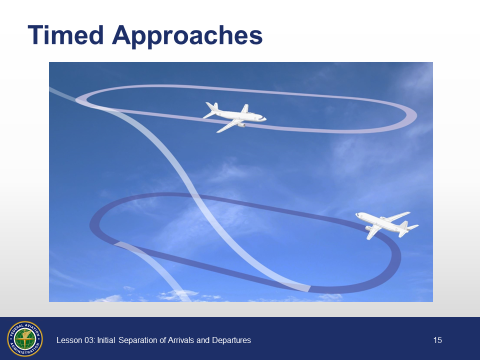 Timed Approaches
Lesson 03: Initial Separation of Arrivals and Departures
15